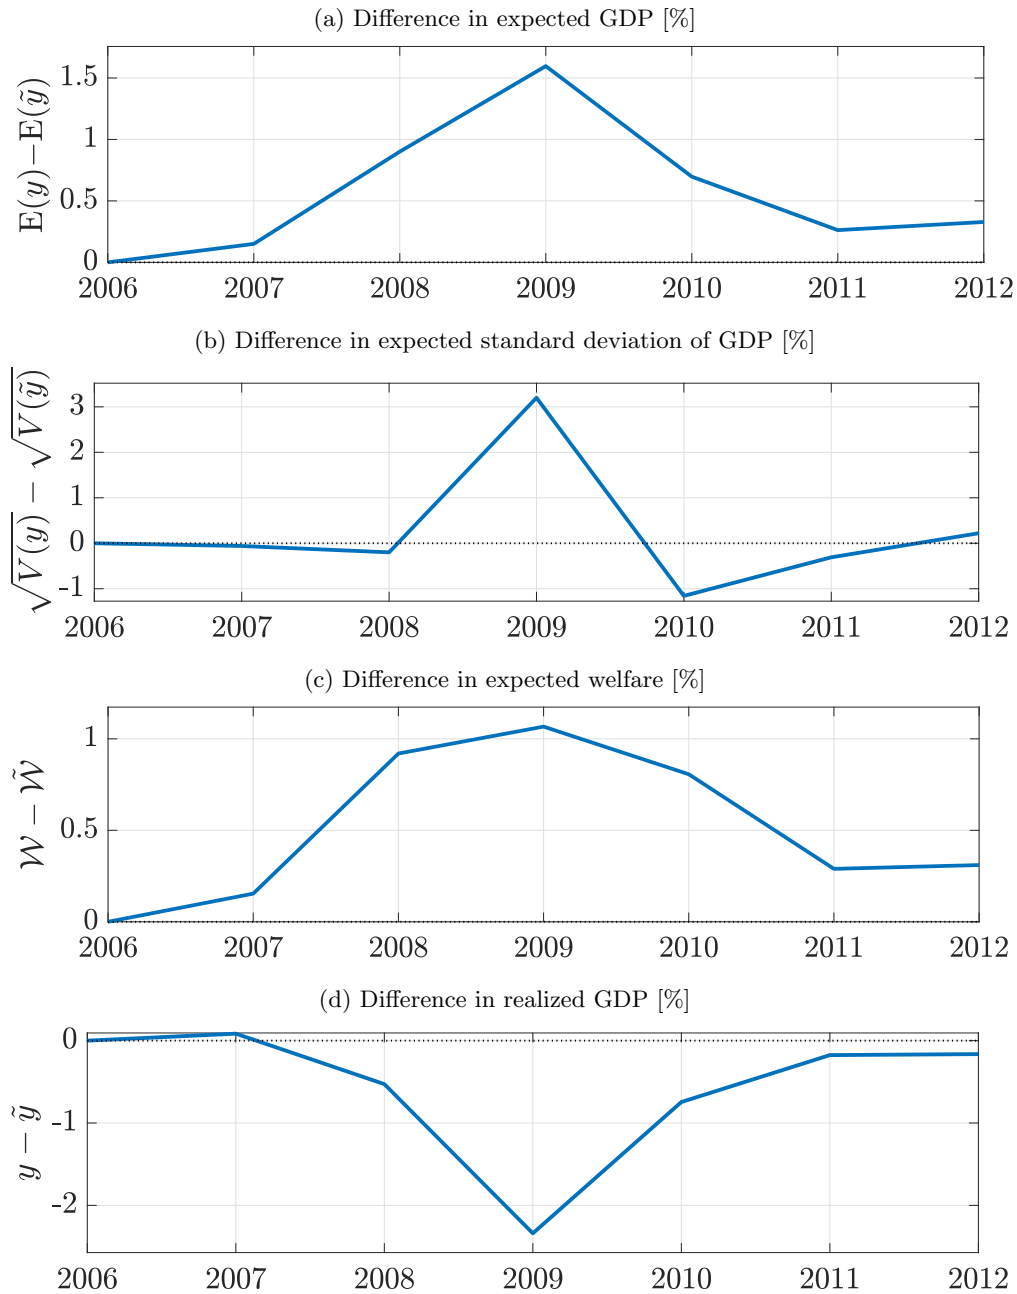 (a) Difference in expected GDP [%]
E(y)−E(ỹ)
1.5
1
0.5
0
2006 2007 2008 2009 2010 2011 2012
(b) Difference in expected standard deviation of GDP [%]
√V(y) − √V(ỹ)
3
2
1
0
-1
2006 2007 2008 2009 2010 2011 2012
(c) Difference in expected welfare [%]
𝒲 − 𝒲̃
1
0.5
0
2006 2007 2008 2009 2010 2011 2012
(d) Difference in realized GDP [%]
y − ỹ
0
-1
-2
2006 2007 2008 2009 2010 2011 2012